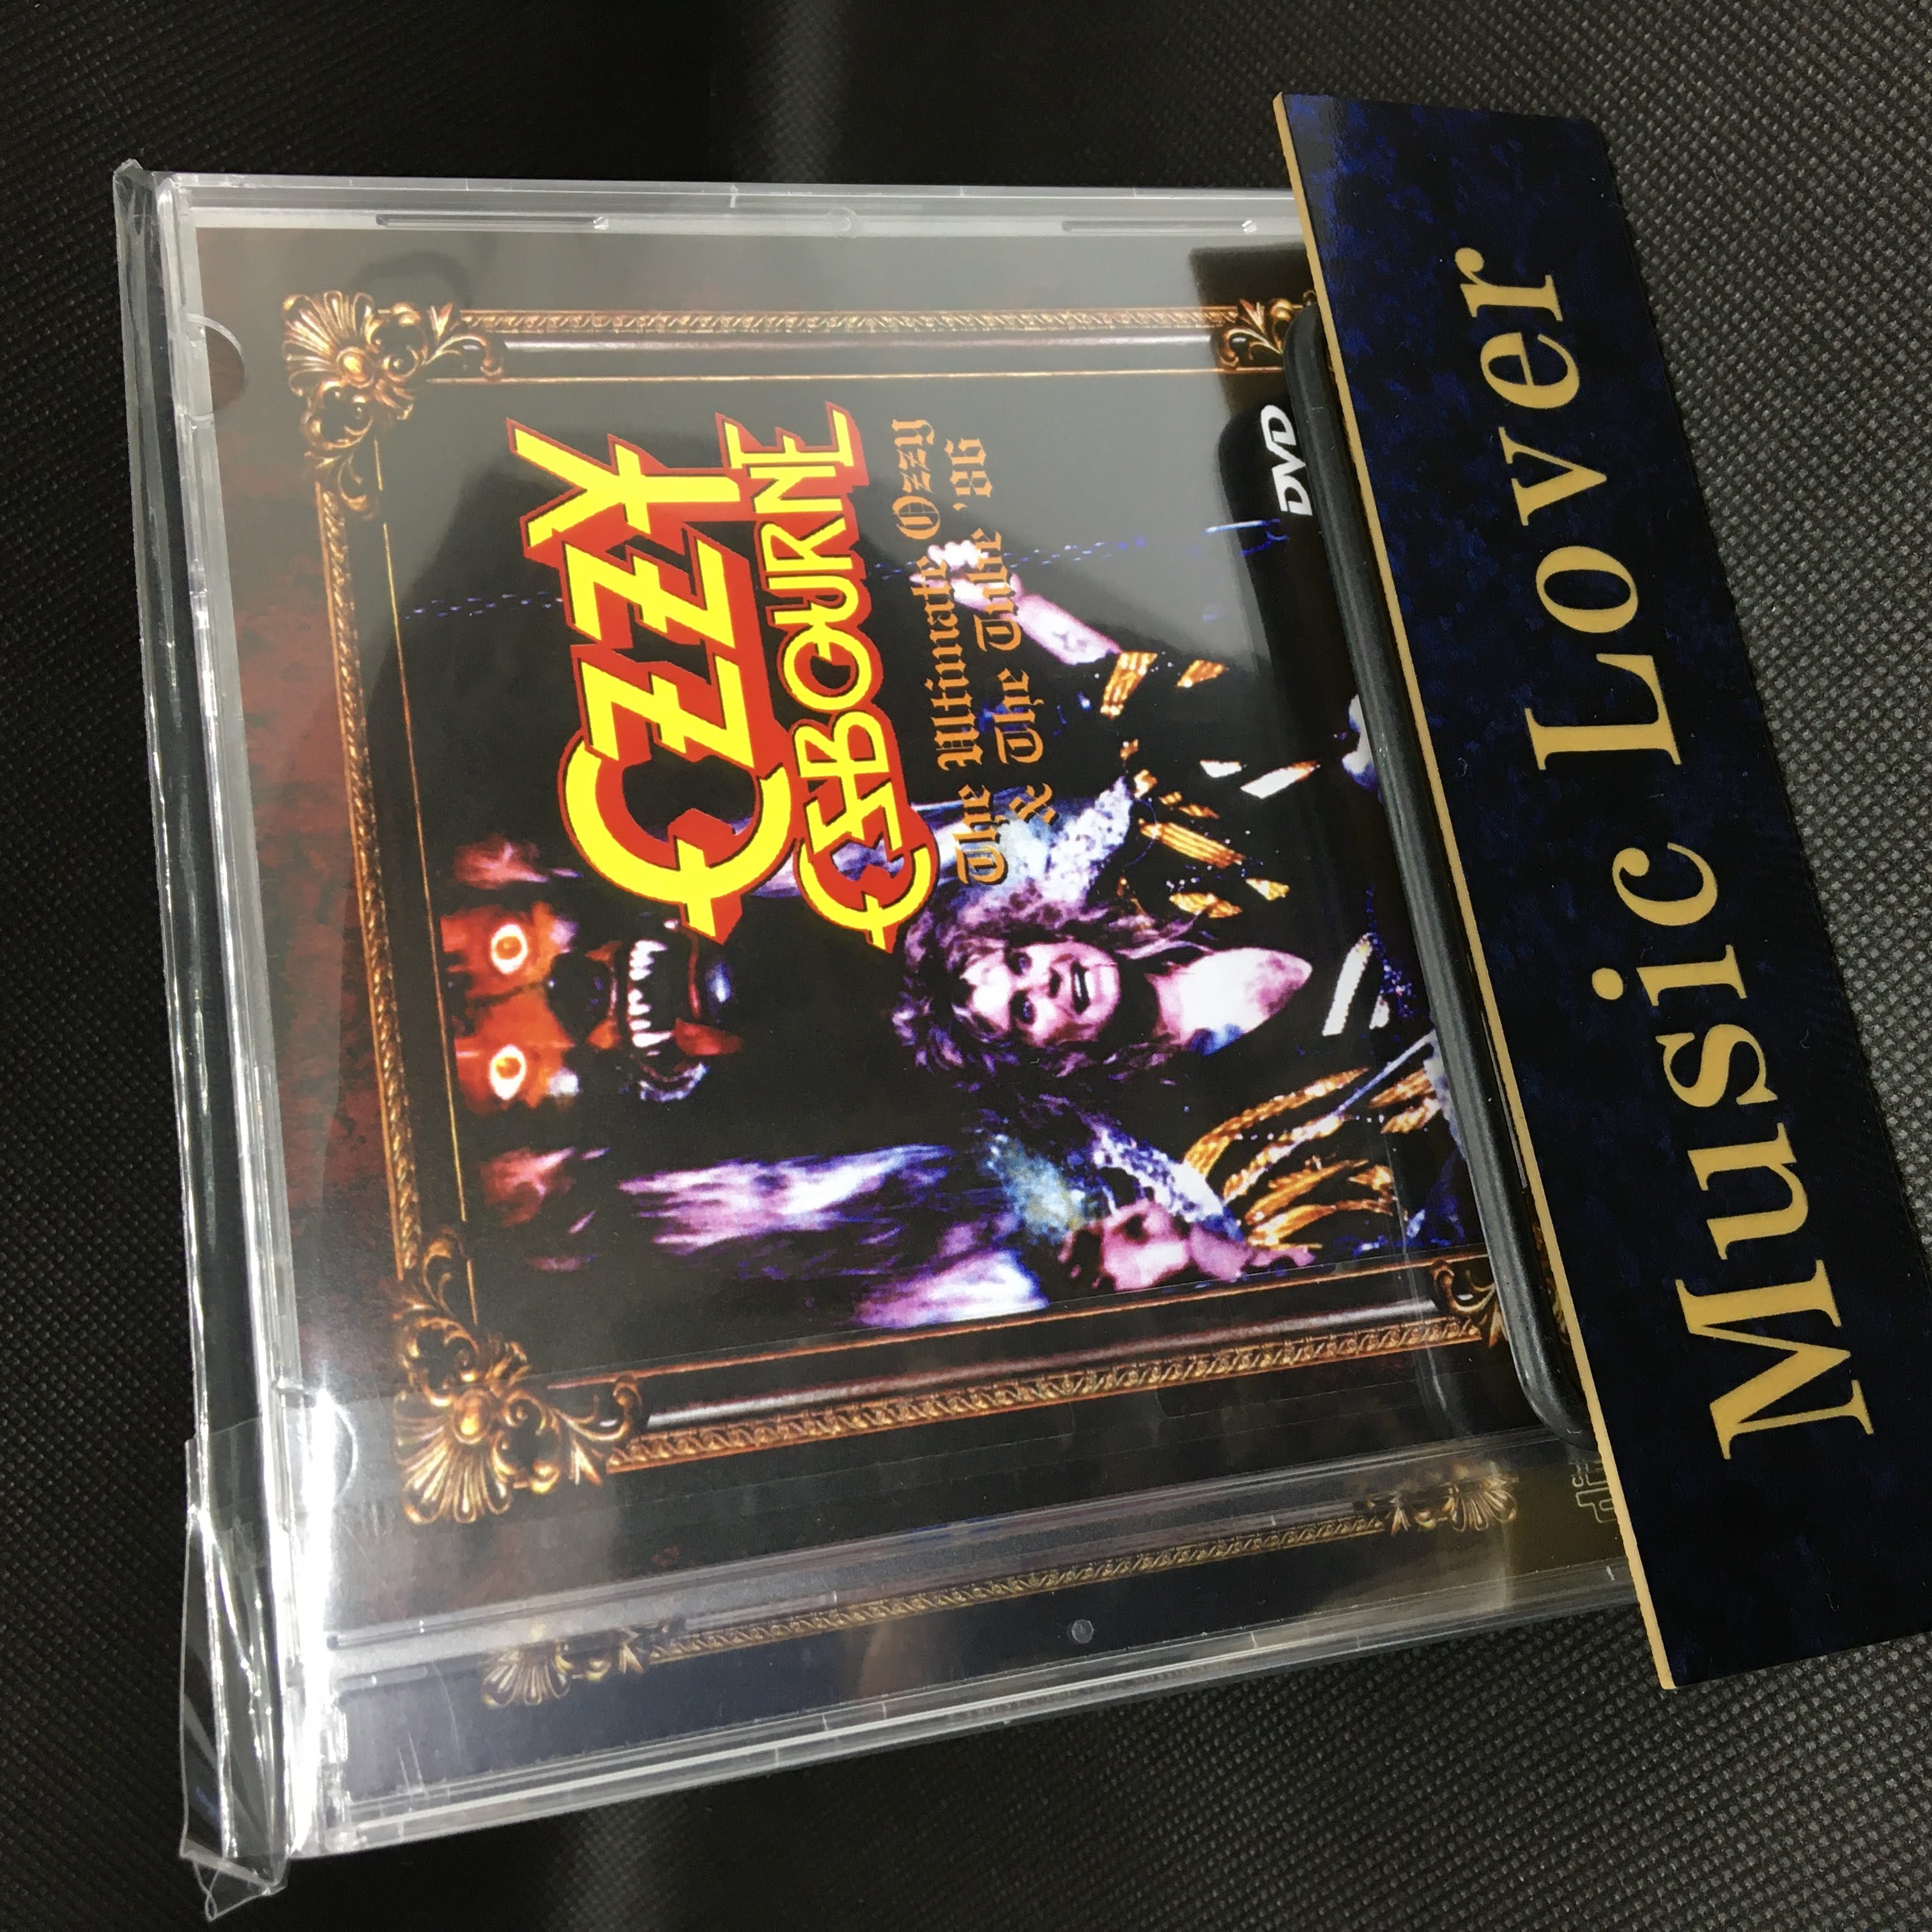 OZZY
OSBOURNE
The Ultimate Ozzy
& The Tube '86
DVD
Music Lover